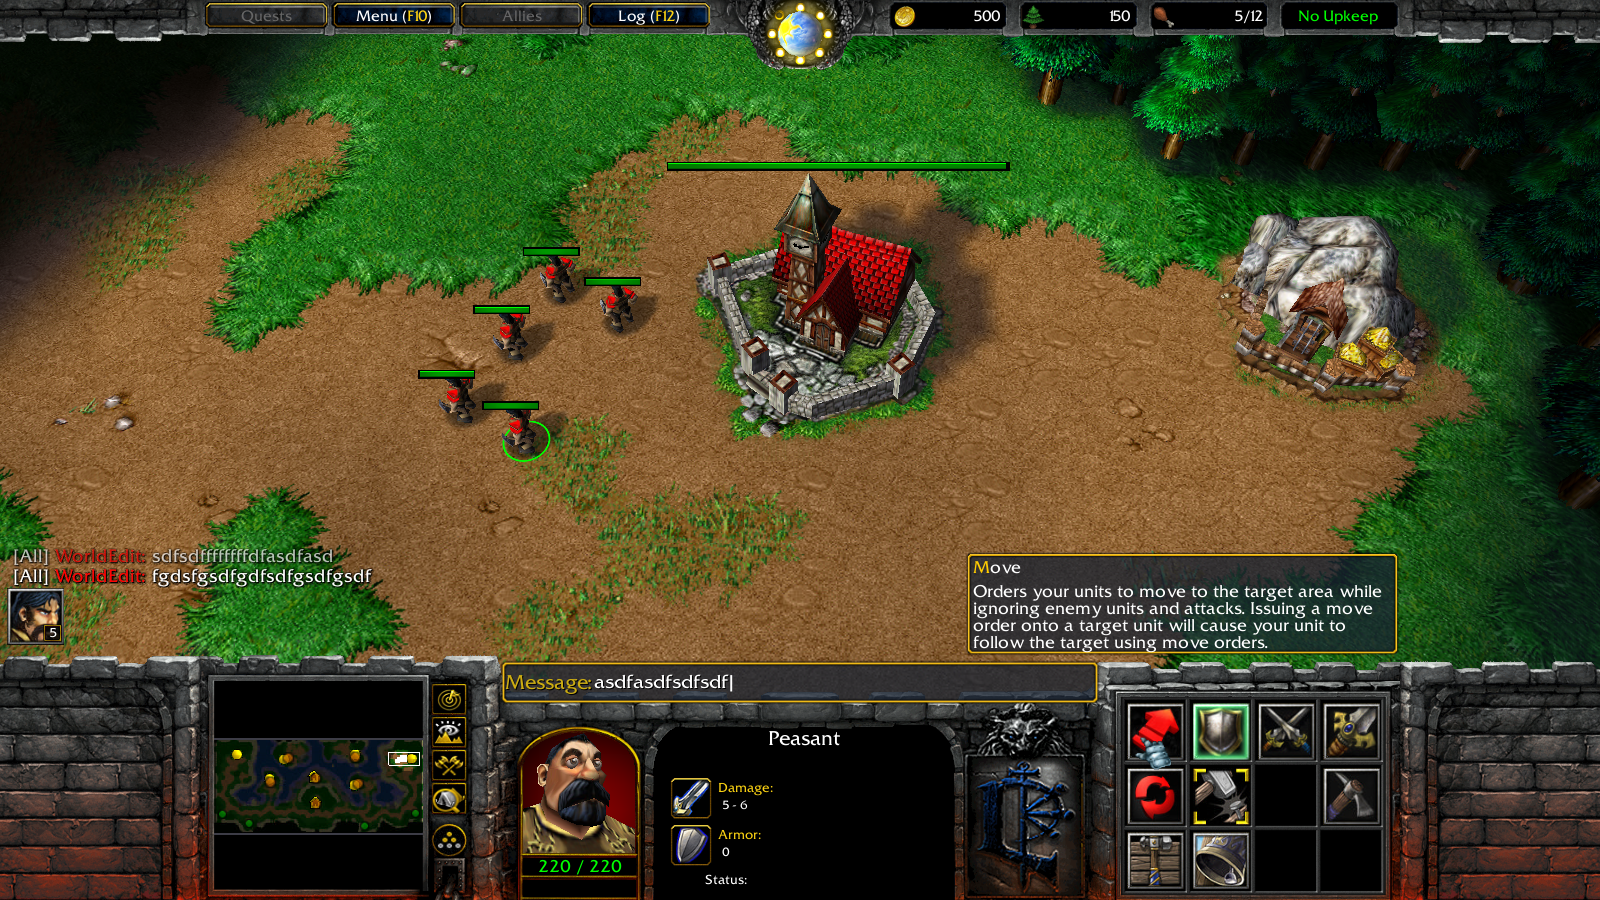 Quests
Menu (F10)
Allies
Log (F12)
500
150
5/12
No Upkeep
[All] WorldEdit: sdfsdffffffffdfasdfasd
[All] WorldEdit: fgdsfgsdfgdfsdfgsdfgsdf
5
Move
Orders your units to move to the target area while
ignoring enemy units and attacks. Issuing a move
order onto a target unit will cause your unit to
follow the target using move orders.
Message: asdfasdfsdfsdf
Peasant
Damage:
5 - 6
Armor:
0
Status:
220 / 220